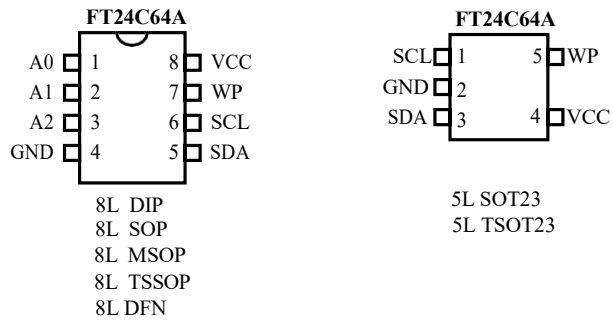 FT24C64A
A0 1 8 VCC
A1 2 7 WP
A2 3 6 SCL
GND 4 5 SDA
8L DIP
8L SOP
8L MSOP
8L TSSOP
8L DFN
FT24C64A
SCL 1 5 WP
GND 2
SDA 3 4 VCC
5L SOT23
5L TSOT23